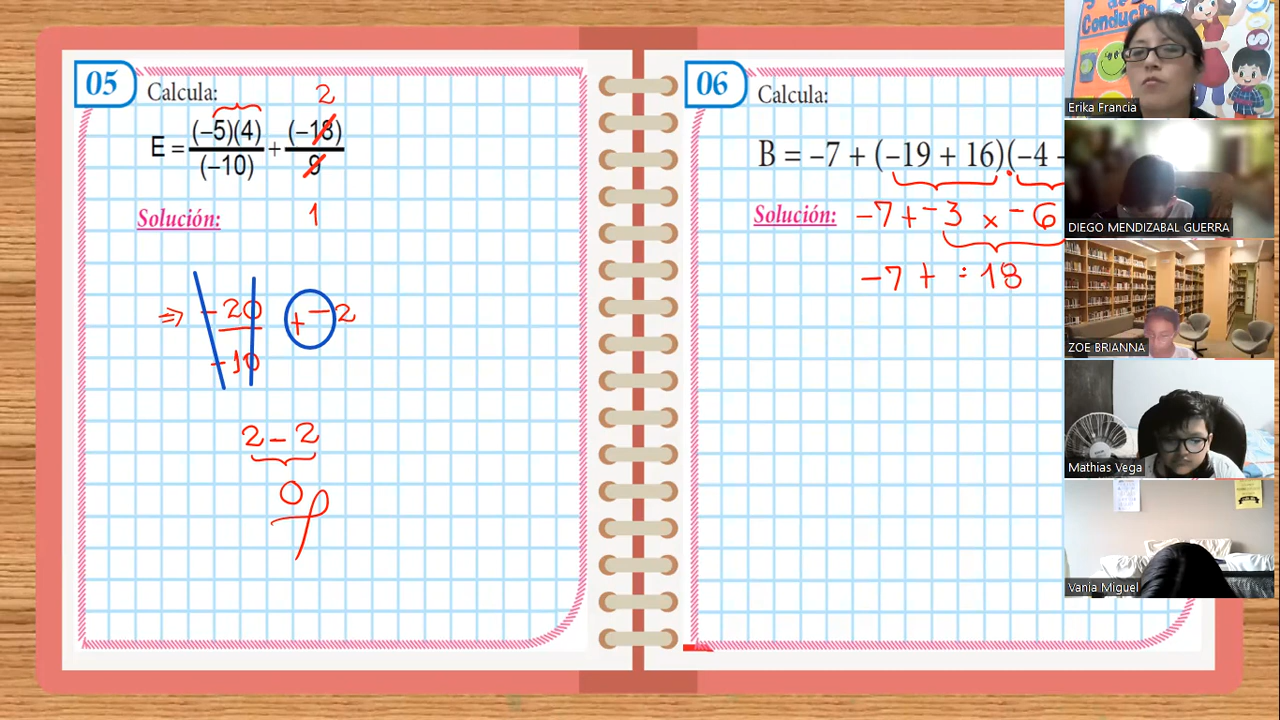 05
Calcula:
2
E = (–5)(4)/(–10) + (–18)/9
1
Solución:
⇒ -20/-10 + -2
2 - 2
0
06
Calcula:
B = –7 + (–19 + 16)(–4 –
Solución:
-7 + -3 x -6
-7 + : 18
Conducta
Erika Francia
DIEGO MENDIZABAL GUERRA
ZOE BRIANNA
Mathias Vega
Vania Miguel